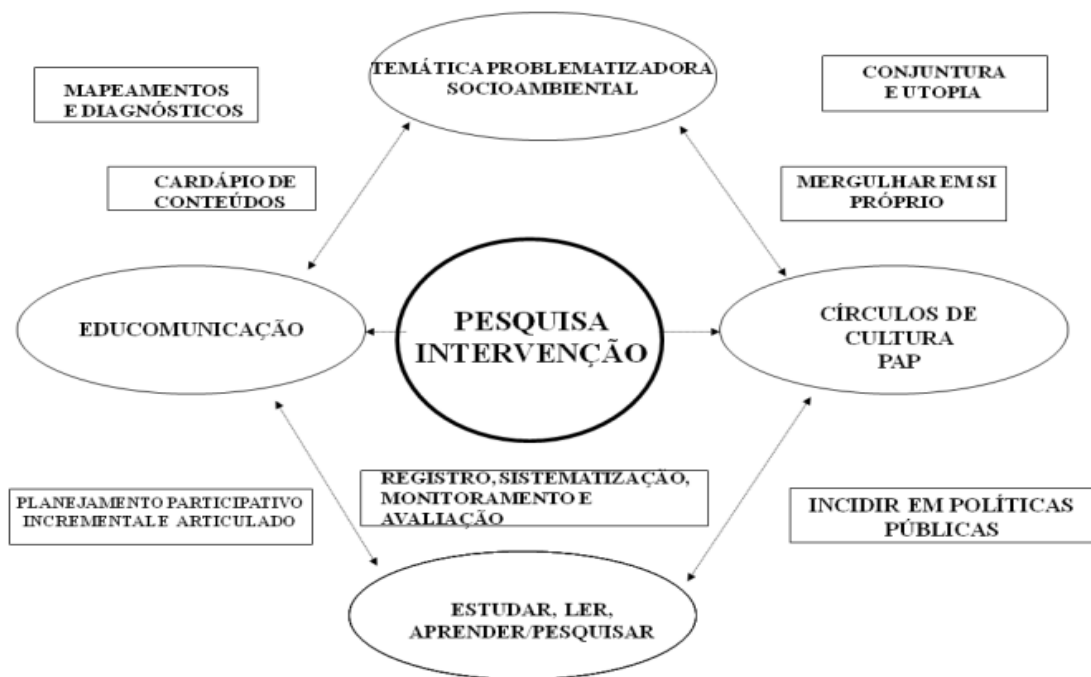 TEMÁTICA PROBLEMATIZADORA
SOCIOAMBIENTAL
MAPEAMENTOS
E DIAGNÓSTICOS
CONJUNTURA
E UTOPIA
CARDÁPIO DE
CONTEÚDOS
MERGULHAR EM SI
PRÓPRIO
EDUCOMUNICAÇÃO
PESQUISA
INTERVENÇÃO
CÍRCULOS DE
CULTURA
PAP
PLANEJAMENTO PARTICIPATIVO
INCREMENTAL E ARTICULADO
REGISTRO, SISTEMATIZAÇÃO,
MONITORAMENTO E
AVALIAÇÃO
INCIDIR EM POLÍTICAS
PÚBLICAS
ESTUDAR, LER,
APRENDER/PESQUISAR